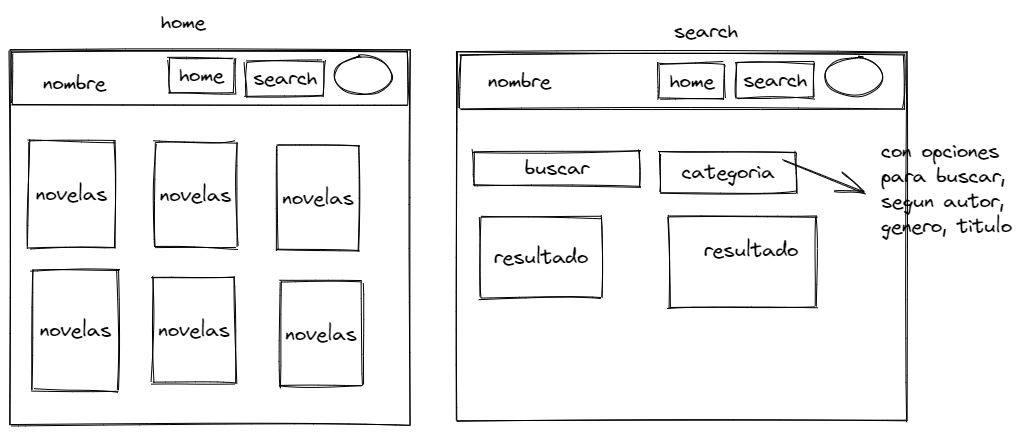 home
nombre
home
search
novelas
novelas
novelas
novelas
novelas
novelas
search
nombre
home
search
buscar
categoria
con opciones
para buscar,
segun autor,
genero, titulo
resultado
resultado